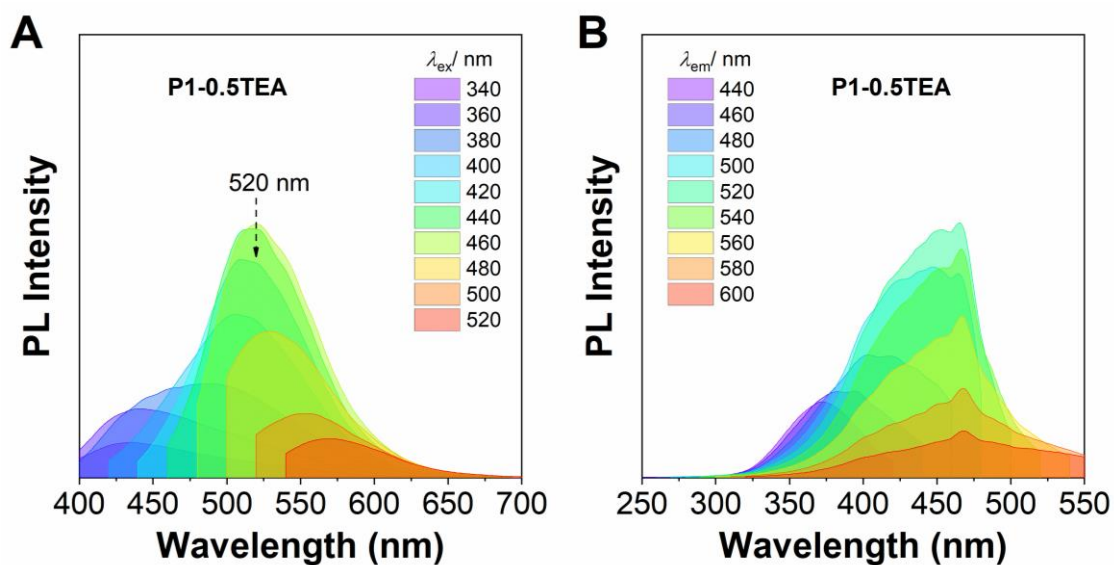 A
P1-0.5TEA
λex/ nm
340
360
380
400
420
440
460
480
500
520
520 nm
PL Intensity
400 450 500 550 600 650 700
Wavelength (nm)
B
λem/ nm
440
460
480
500
520
540
560
580
600
P1-0.5TEA
PL Intensity
250 300 350 400 450 500 550
Wavelength (nm)